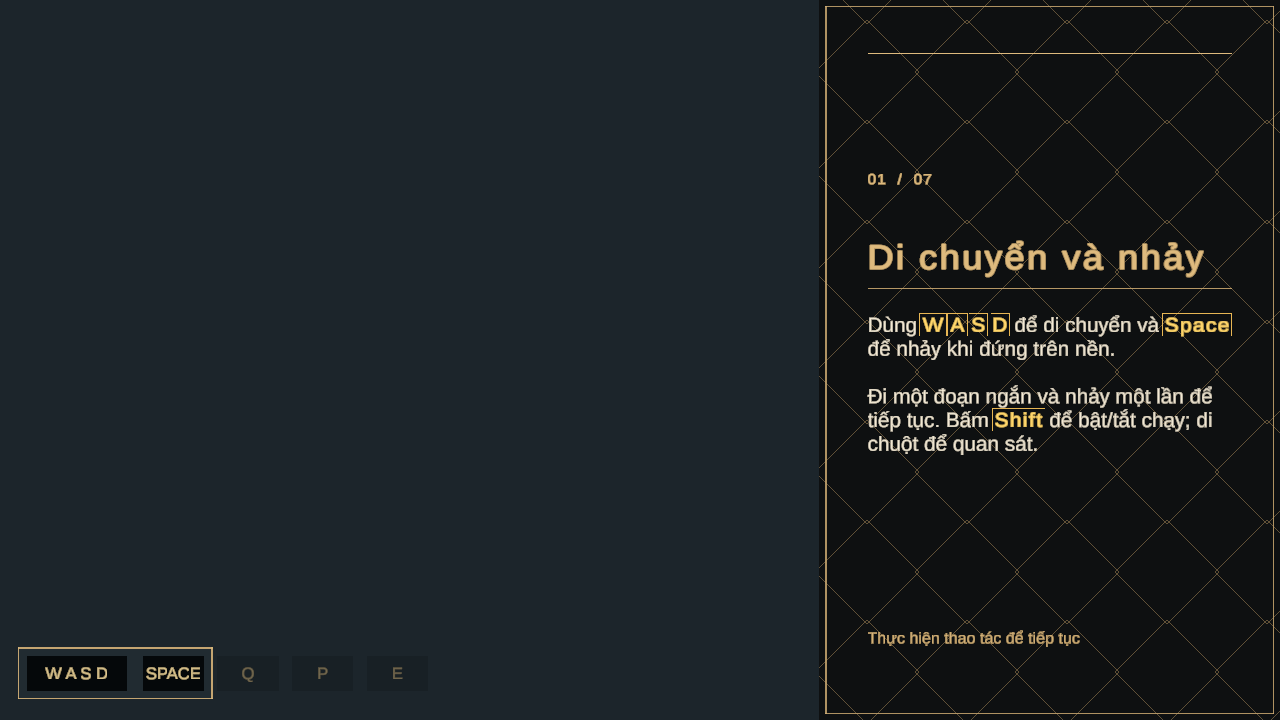 01 / 07
Di chuyển và nhảy
Dùng W A S D để di chuyển và Space
để nhảy khi đứng trên nền.
Đi một đoạn ngắn và nhảy một lần để
tiếp tục. Bấm Shift để bật/tắt chạy; di
chuột để quan sát.
Thực hiện thao tác để tiếp tục
W A S D SPACE Q P E